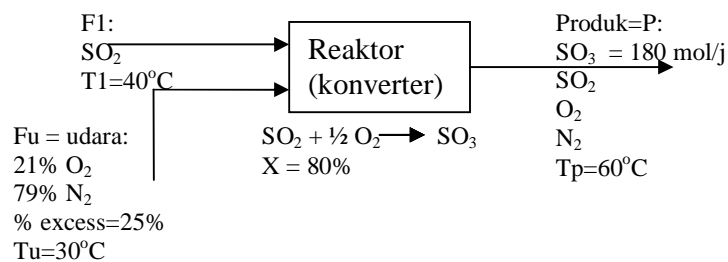 F1:
SO₂
T1=40°C
Reaktor
(konverter)
Produk=P:
SO₃ = 180 mol/j
SO₂
O₂
N₂
Tp=60°C
Fu = udara:
21% O₂
79% N₂
% excess=25%
Tu=30°C
SO₂ + ½ O₂ → SO₃
X = 80%